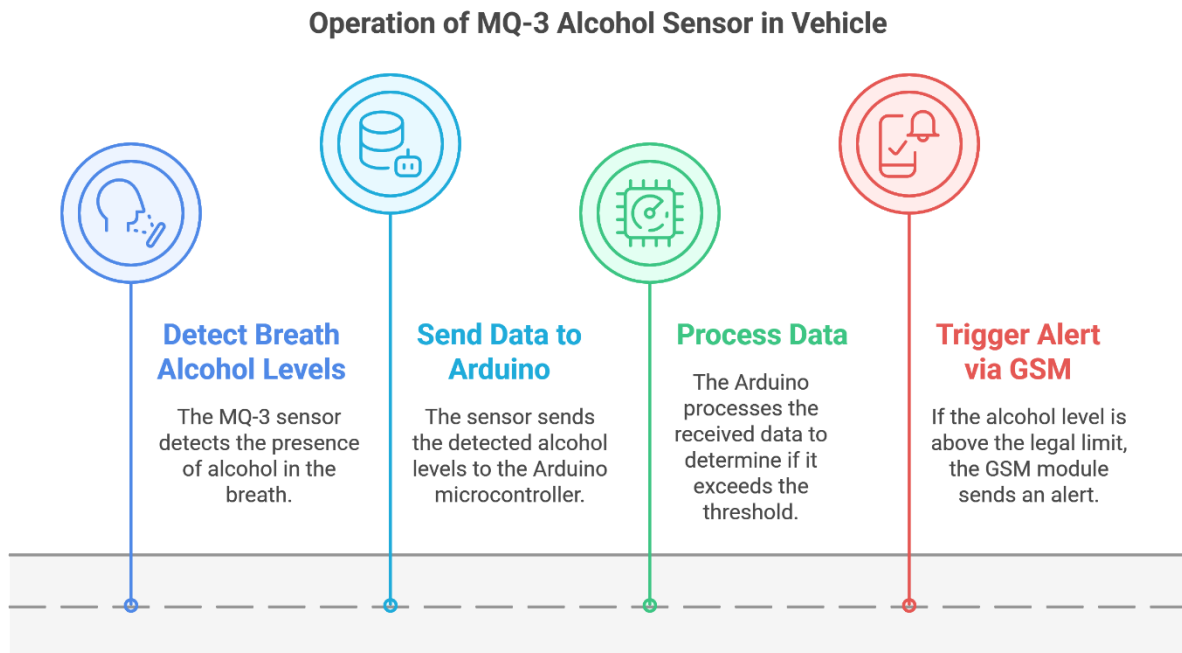 Operation of MQ-3 Alcohol Sensor in Vehicle
Detect Breath
Alcohol Levels
The MQ-3 sensor
detects the presence
of alcohol in the
breath.
Send Data to
Arduino
The sensor sends
the detected alcohol
levels to the Arduino
microcontroller.
Process Data
The Arduino
processes the
received data to
determine if it
exceeds the
threshold.
Trigger Alert
via GSM
If the alcohol level is
above the legal limit,
the GSM module
sends an alert.